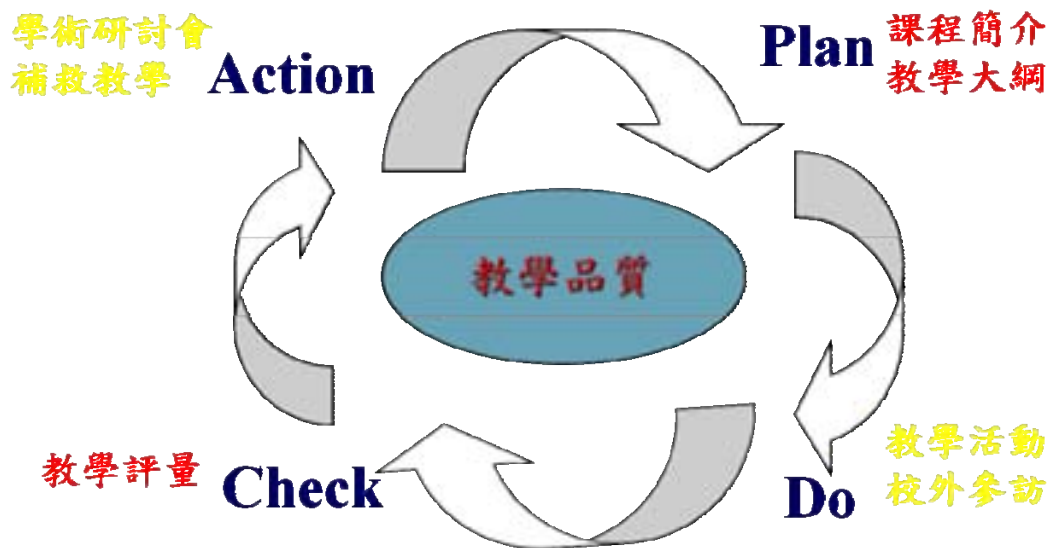 學術研討會
補救教學
Action
Plan
課程簡介
教學大綱
教學品質
教學評量
Check
Do
教學活動
校外參訪